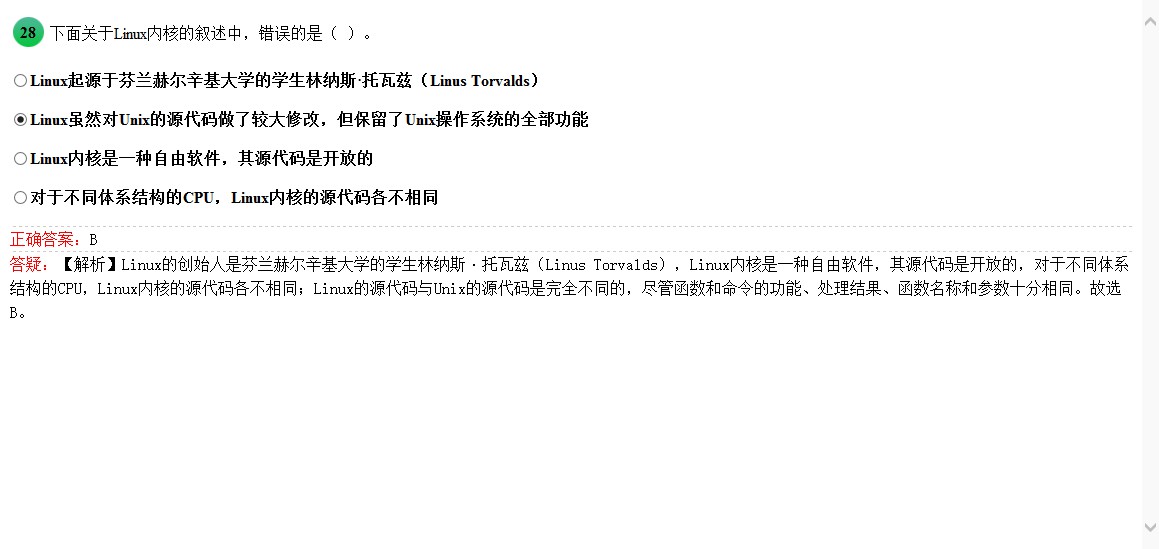 28 下面关于Linux内核的叙述中，错误的是（ ）。
Linux起源于芬兰赫尔辛基大学的学生林纳斯·托瓦兹（Linus Torvalds）
Linux虽然对Unix的源代码做了较大修改，但保留了Unix操作系统的全部功能
Linux内核是一种自由软件，其源代码是开放的
对于不同体系结构的CPU，Linux内核的源代码各不相同
正确答案：B
答疑：【解析】Linux的创始人是芬兰赫尔辛基大学的学生林纳斯·托瓦兹（Linus Torvalds），Linux内核是一种自由软件，其源代码是开放的，对于不同体系
结构的CPU，Linux内核的源代码各不相同；Linux的源代码与Unix的源代码是完全不同的，尽管函数和命令的功能、处理结果、函数名称和参数十分相同。故选
B。